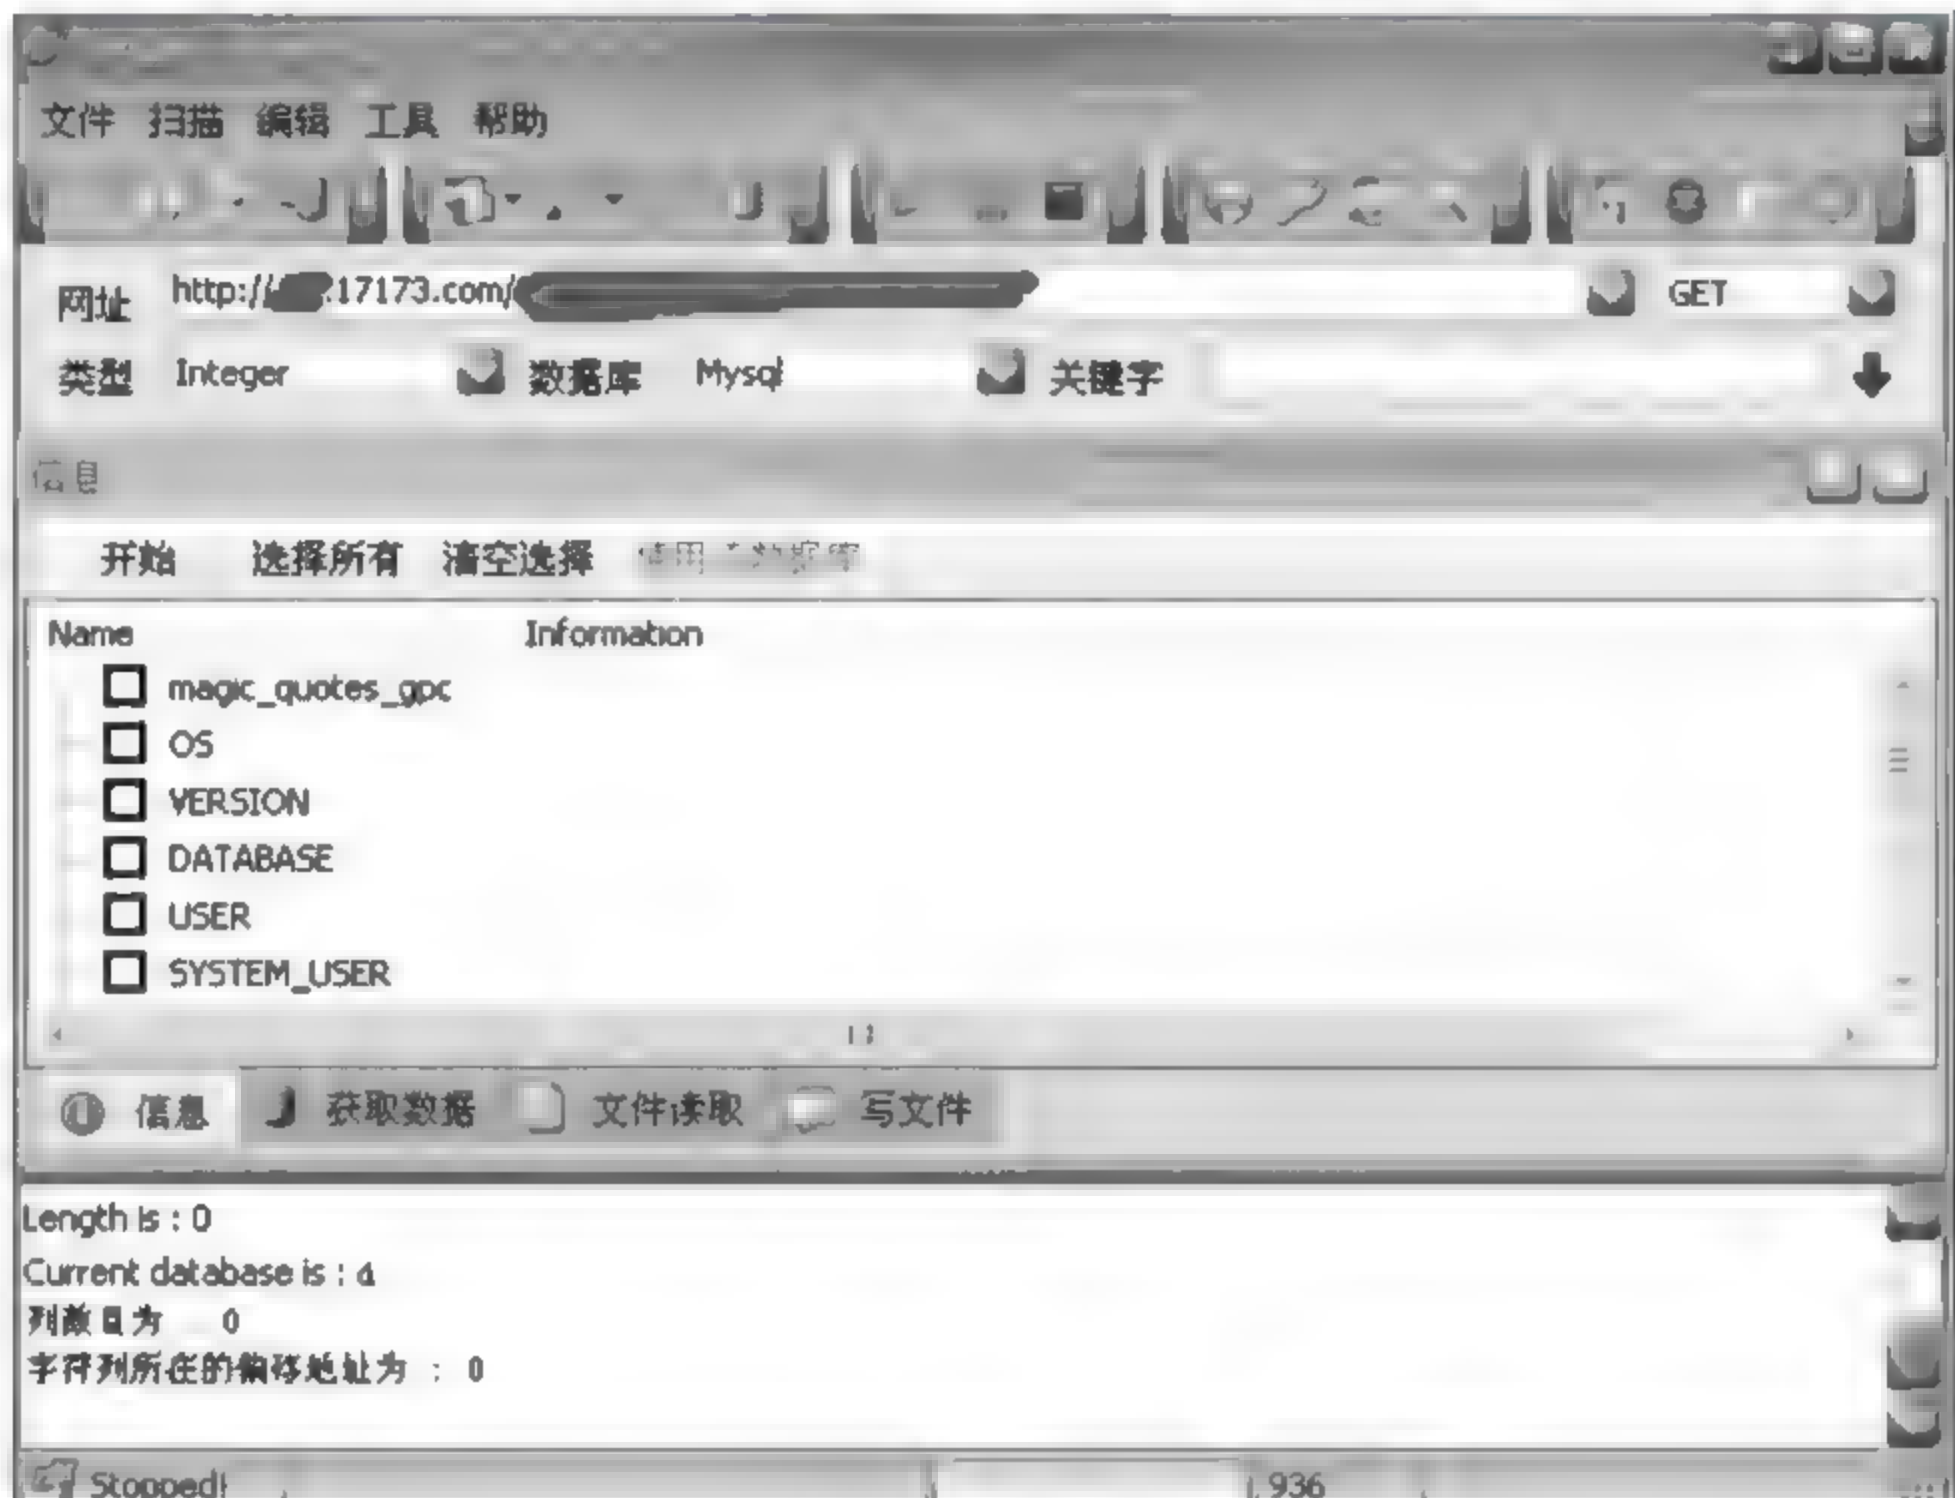 文件 扫描 编辑 工具 帮助
网址 http:// .17173.com/ GET
类型 Integer 数据库 Mysql 关键字
信息
开始 选择所有 清空选择
Name Information
magic_quotes_gpc
OS
VERSION
DATABASE
USER
SYSTEM_USER
信息 获取数据 文件读取 写文件
Length is : 0
Current database is : d
列数目为 0
字符列所在的偏移地址为 : 0
Stopped! 936